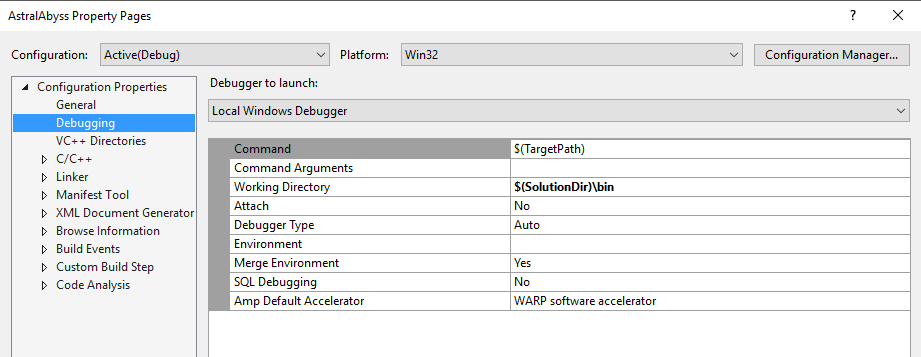 AstralAbyss Property Pages
? ×
Configuration: Active(Debug) Platform: Win32 Configuration Manager...
Configuration Properties
General
Debugging
VC++ Directories
C/C++
Linker
Manifest Tool
XML Document Generator
Browse Information
Build Events
Custom Build Step
Code Analysis
Debugger to launch:
Local Windows Debugger
Command $(TargetPath)
Command Arguments
Working Directory $(SolutionDir)\bin
Attach No
Debugger Type Auto
Environment
Merge Environment Yes
SQL Debugging No
Amp Default Accelerator WARP software accelerator